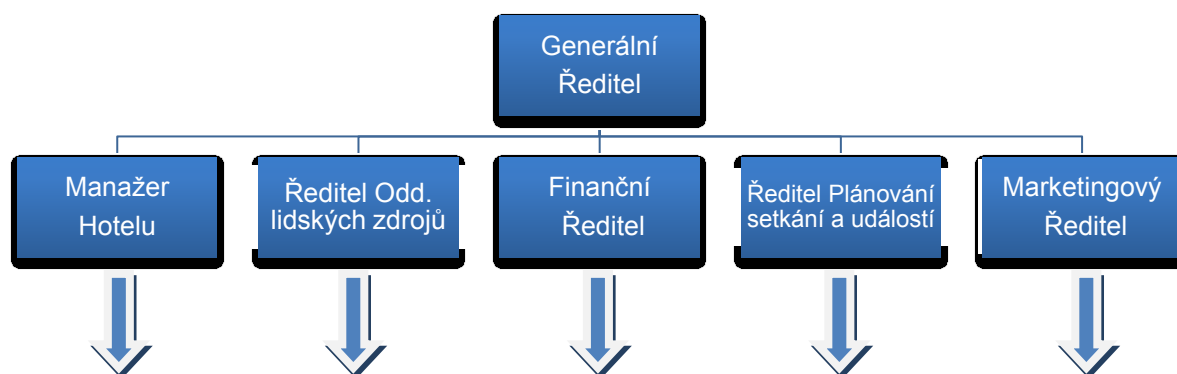 Generální
Ředitel
Manažer
Hotelu
Ředitel Odd.
lidských zdrojů
Finanční
Ředitel
Ředitel Plánování
setkání a událostí
Marketingový
Ředitel